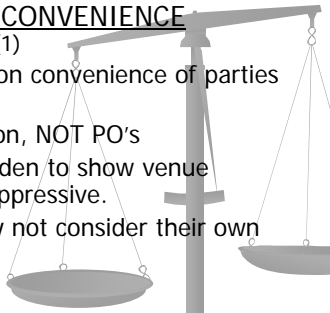 CONVENIENCE
1)
on convenience of parties
on, NOT PO's
den to show venue
ppressive.
not consider their own